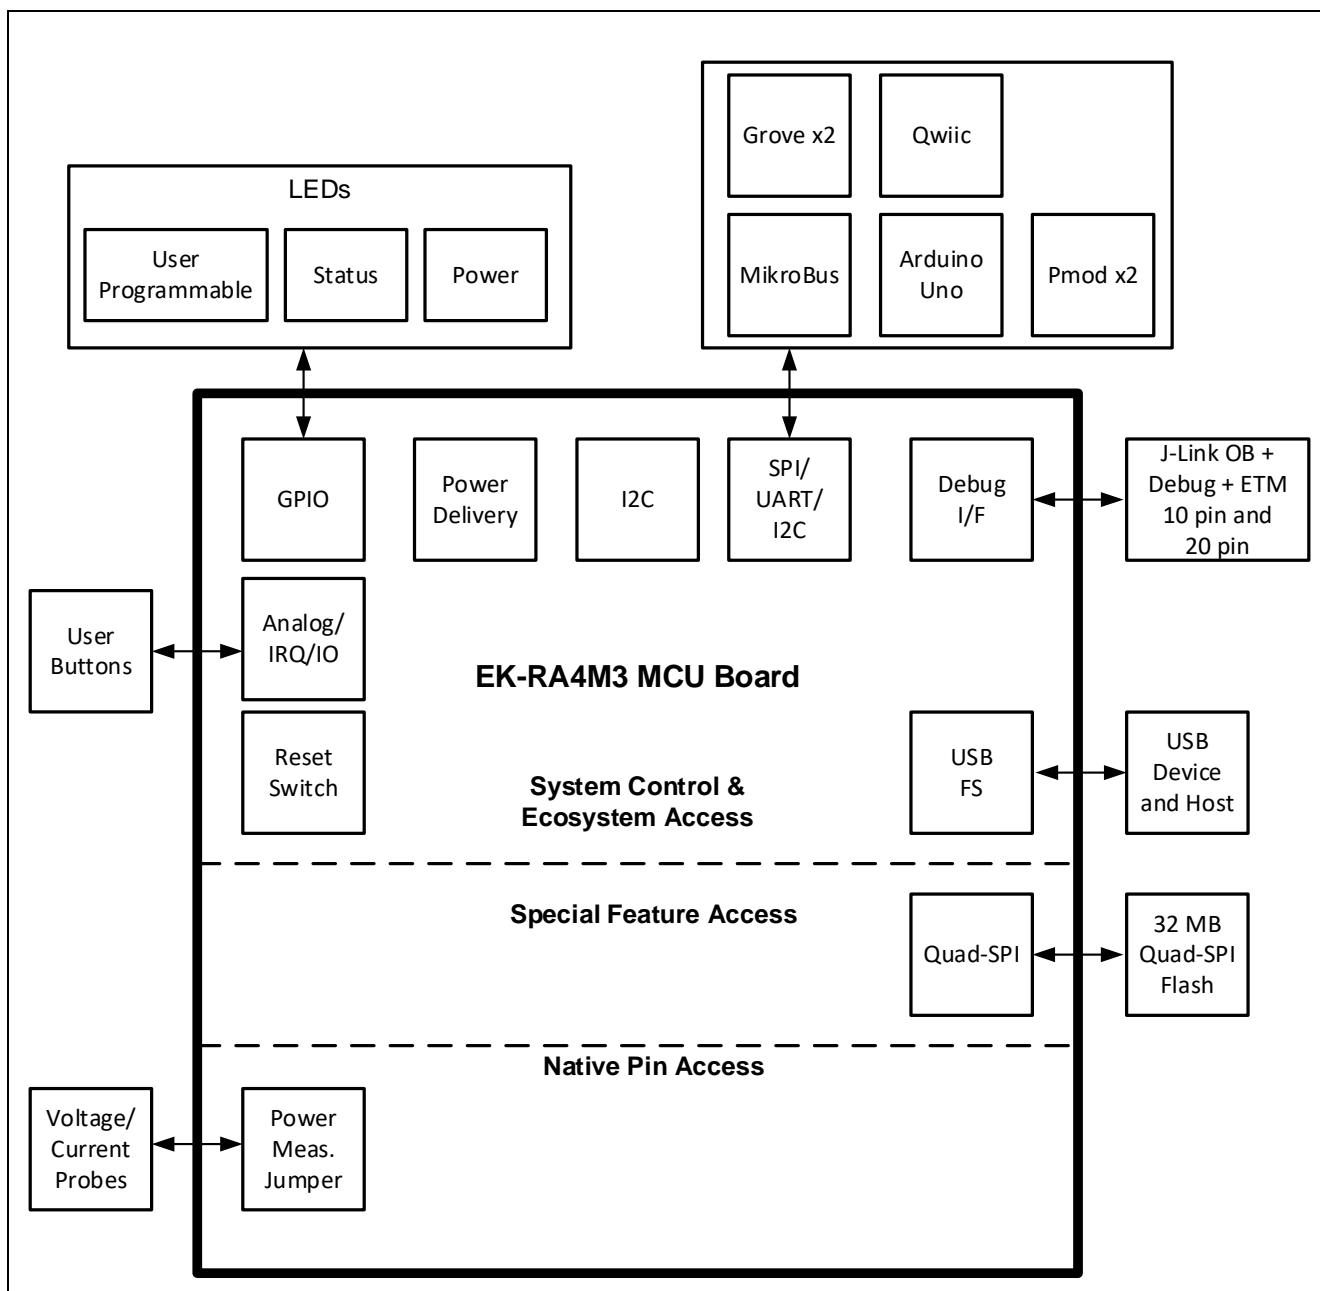 Grove x2
Qwiic
LEDs
User
Programmable
Status
Power
MikroBus
Arduino
Uno
Pmod x2
GPIO
Power
Delivery
I2C
SPI/
UART/
I2C
Debug
I/F
J-Link OB +
Debug + ETM
10 pin and
20 pin
User
Buttons
Analog/
IRQ/IO
EK-RA4M3 MCU Board
Reset
Switch
System Control &
Ecosystem Access
USB
FS
USB
Device
and Host
Special Feature Access
Quad-SPI
32 MB
Quad-SPI
Flash
Native Pin Access
Voltage/
Current
Probes
Power
Meas.
Jumper